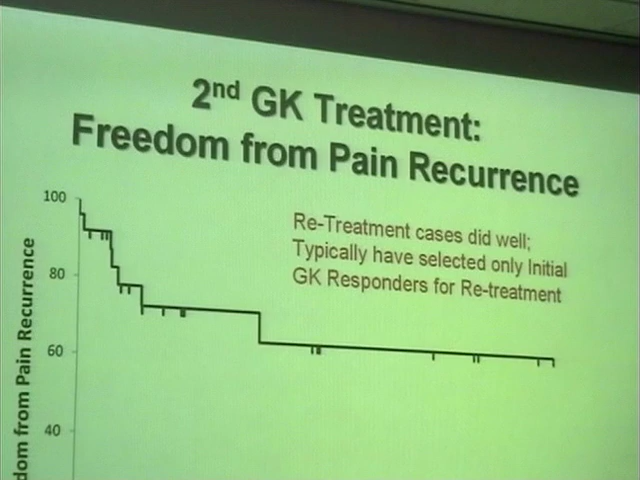 2nd GK Treatment:
Freedom from Pain Recurrence
Re-Treatment cases did well;
Typically have selected only Initial
GK Responders for Re-treatment
100
80
60
40
dom from Pain Recurrence